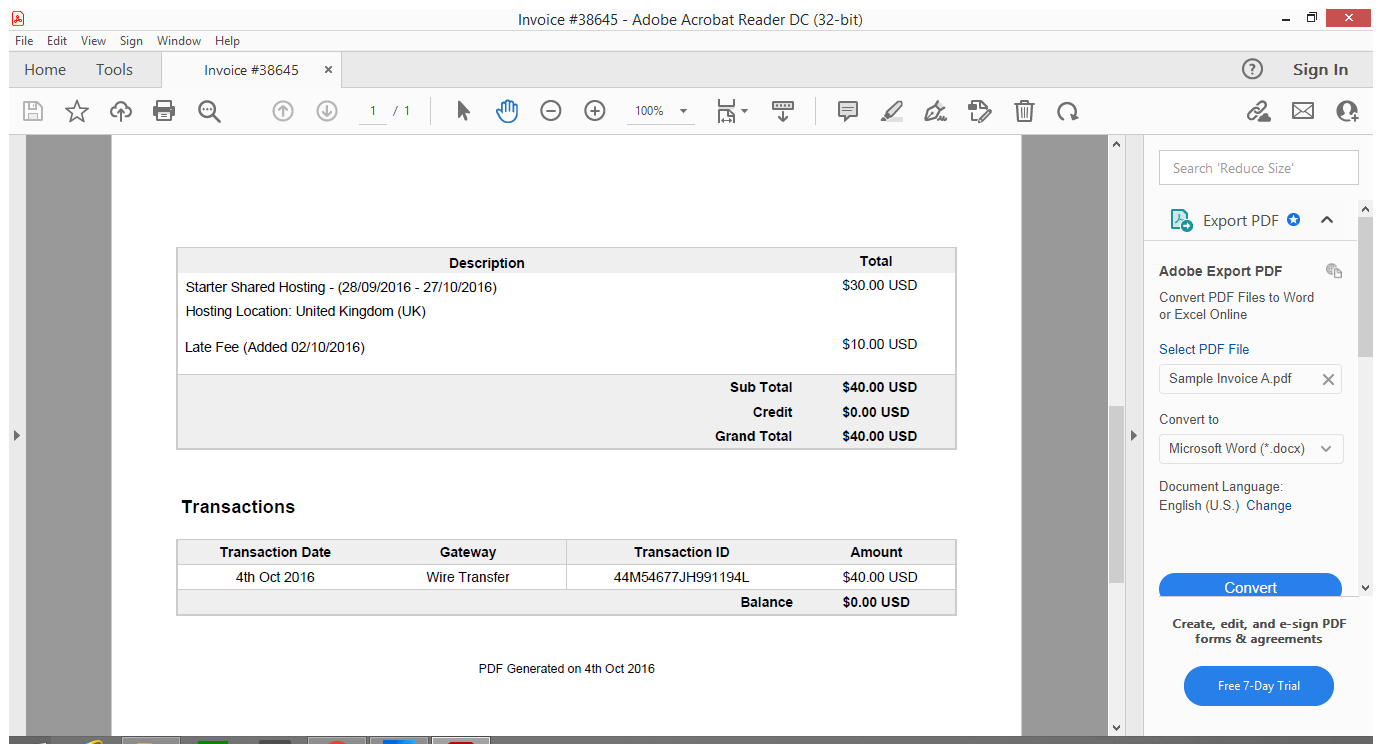 Invoice #38645 - Adobe Acrobat Reader DC (32-bit)
File Edit View Sign Window Help
Home Tools Invoice #38645 × ? Sign In
1 / 1 100%
Search 'Reduce Size'
Export PDF
Adobe Export PDF
Convert PDF Files to Word
or Excel Online
Select PDF File
Sample Invoice A.pdf
Convert to
Microsoft Word (*.docx)
Document Language:
English (U.S.) Change
Convert
Create, edit, and e-sign PDF
forms & agreements
Free 7-Day Trial
Description Total
Starter Shared Hosting - (28/09/2016 - 27/10/2016) $30.00 USD
Hosting Location: United Kingdom (UK)
Late Fee (Added 02/10/2016) $10.00 USD
Sub Total $40.00 USD
Credit $0.00 USD
Grand Total $40.00 USD
Transactions
Transaction Date Gateway Transaction ID Amount
4th Oct 2016 Wire Transfer 44M54677JH991194L $40.00 USD
Balance $0.00 USD
PDF Generated on 4th Oct 2016